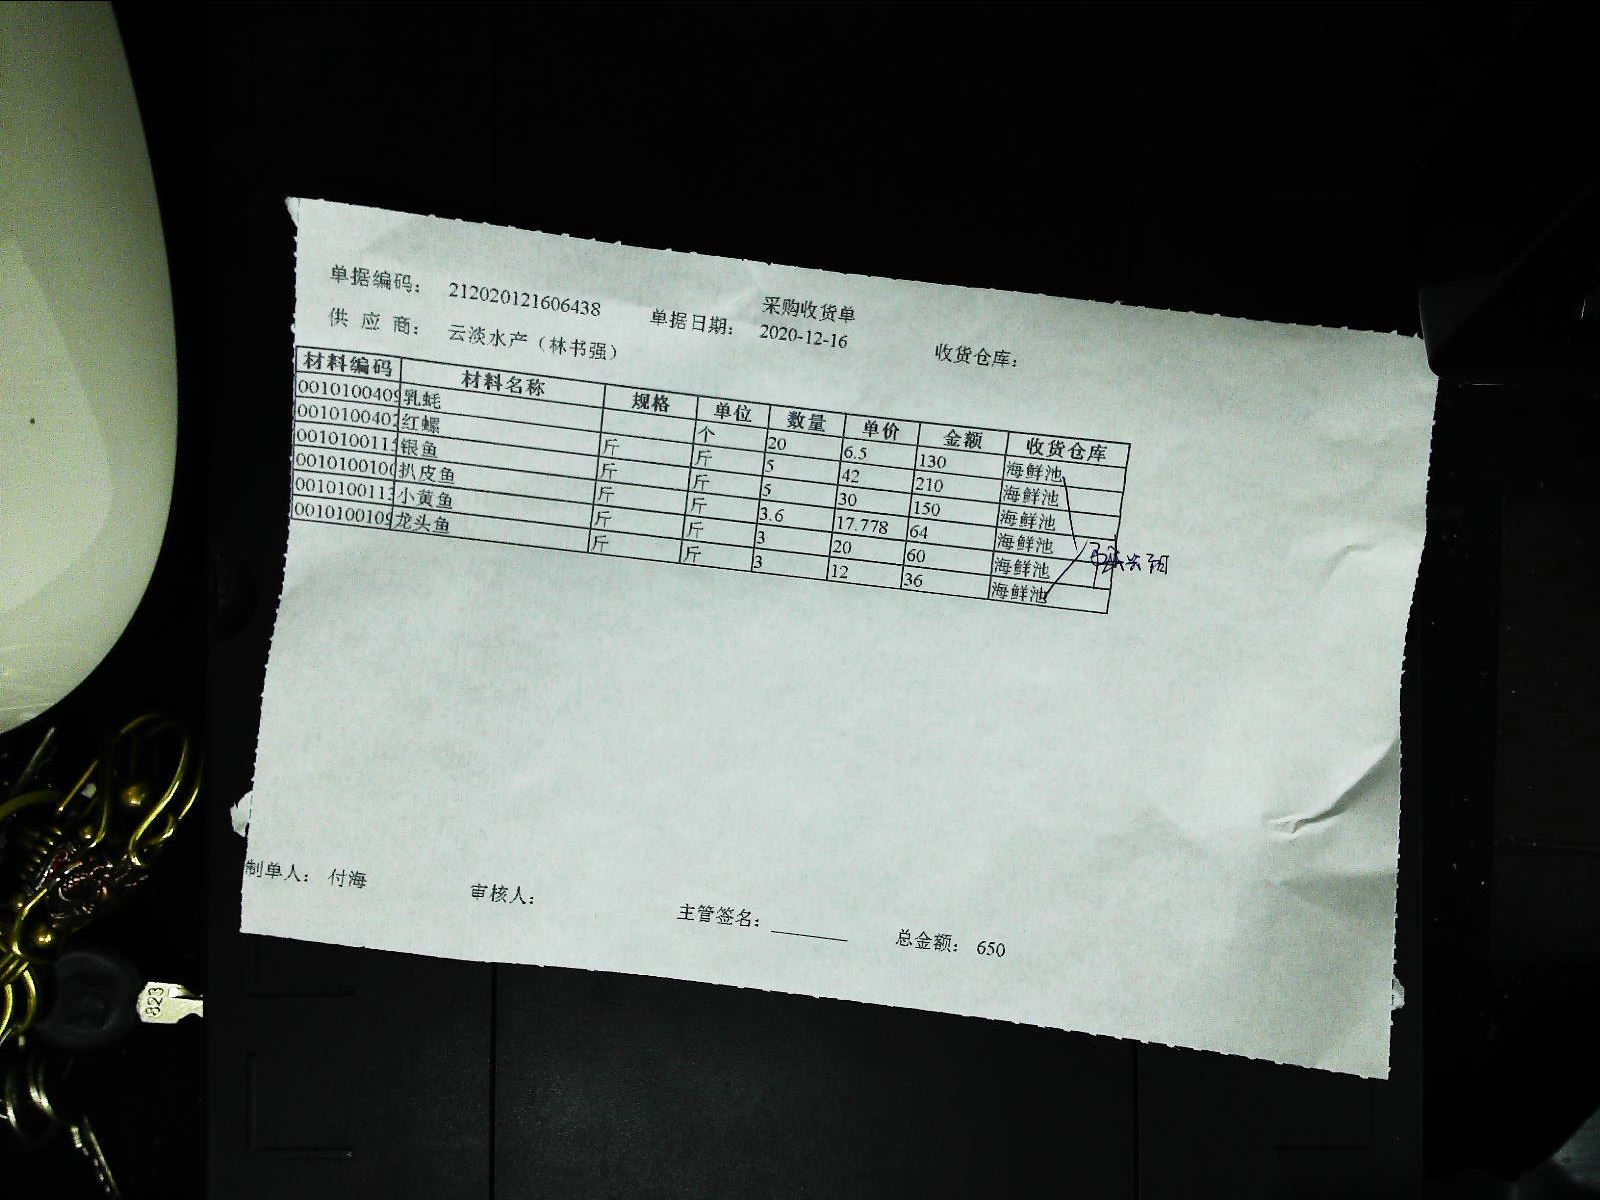 采购收货单
单据编码： 212020121606438 单据日期： 2020-12-16 收货仓库：
供 应 商： 云淡水产（林书强）
材料编码 材料名称 规格 单位 数量 单价 金额 收货仓库
001010040 乳蚝 个 20 6.5 130 海鲜池
001010040 红螺 斤 斤 5 42 210 海鲜池
001010011 银鱼 斤 斤 5 30 150 海鲜池
001010010 扒皮鱼 斤 斤 3.6 17.778 64 海鲜池
001010011 小黄鱼 斤 斤 3 20 60 海鲜池
001010010 龙头鱼 斤 斤 3 12 36 海鲜池
制单人： 付海 审核人： 主管签名： 总金额： 650
823